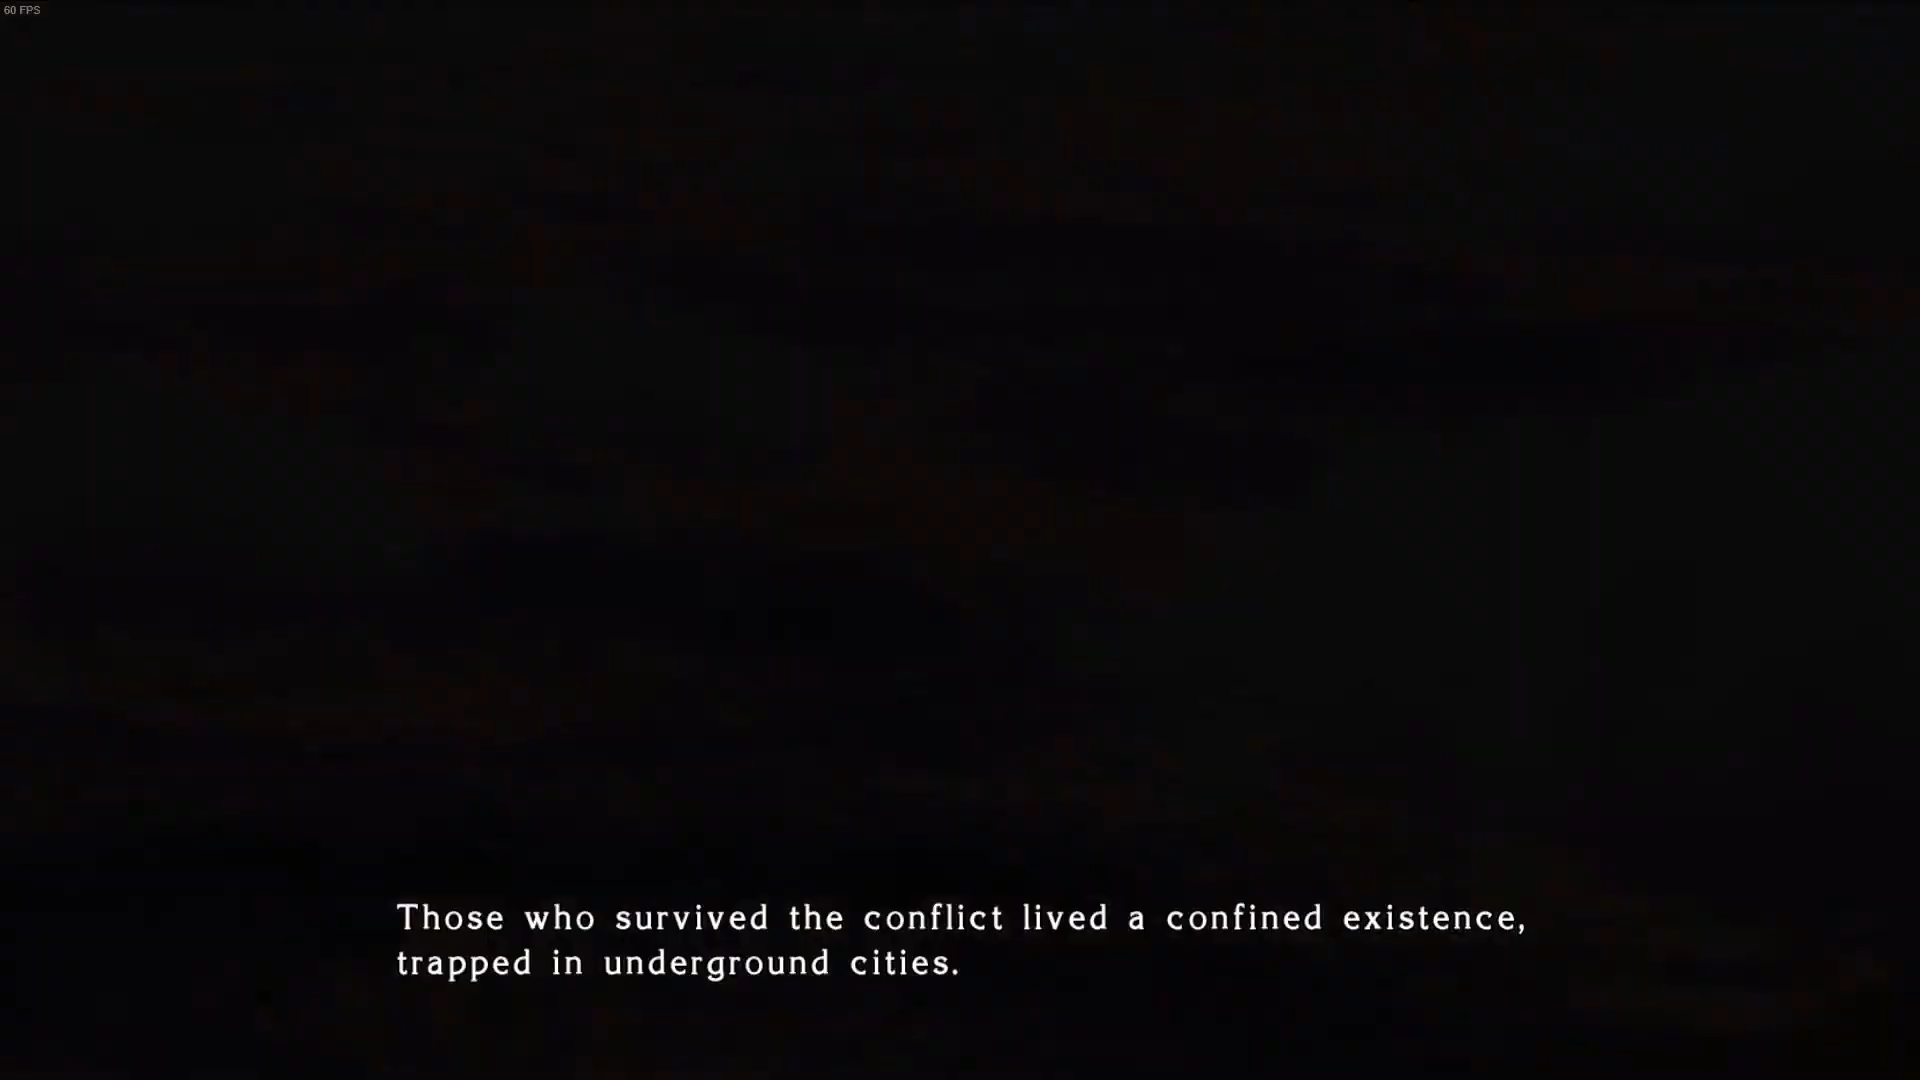 60 FPS
Those who survived the conflict lived a confined existence,
trapped in underground cities.